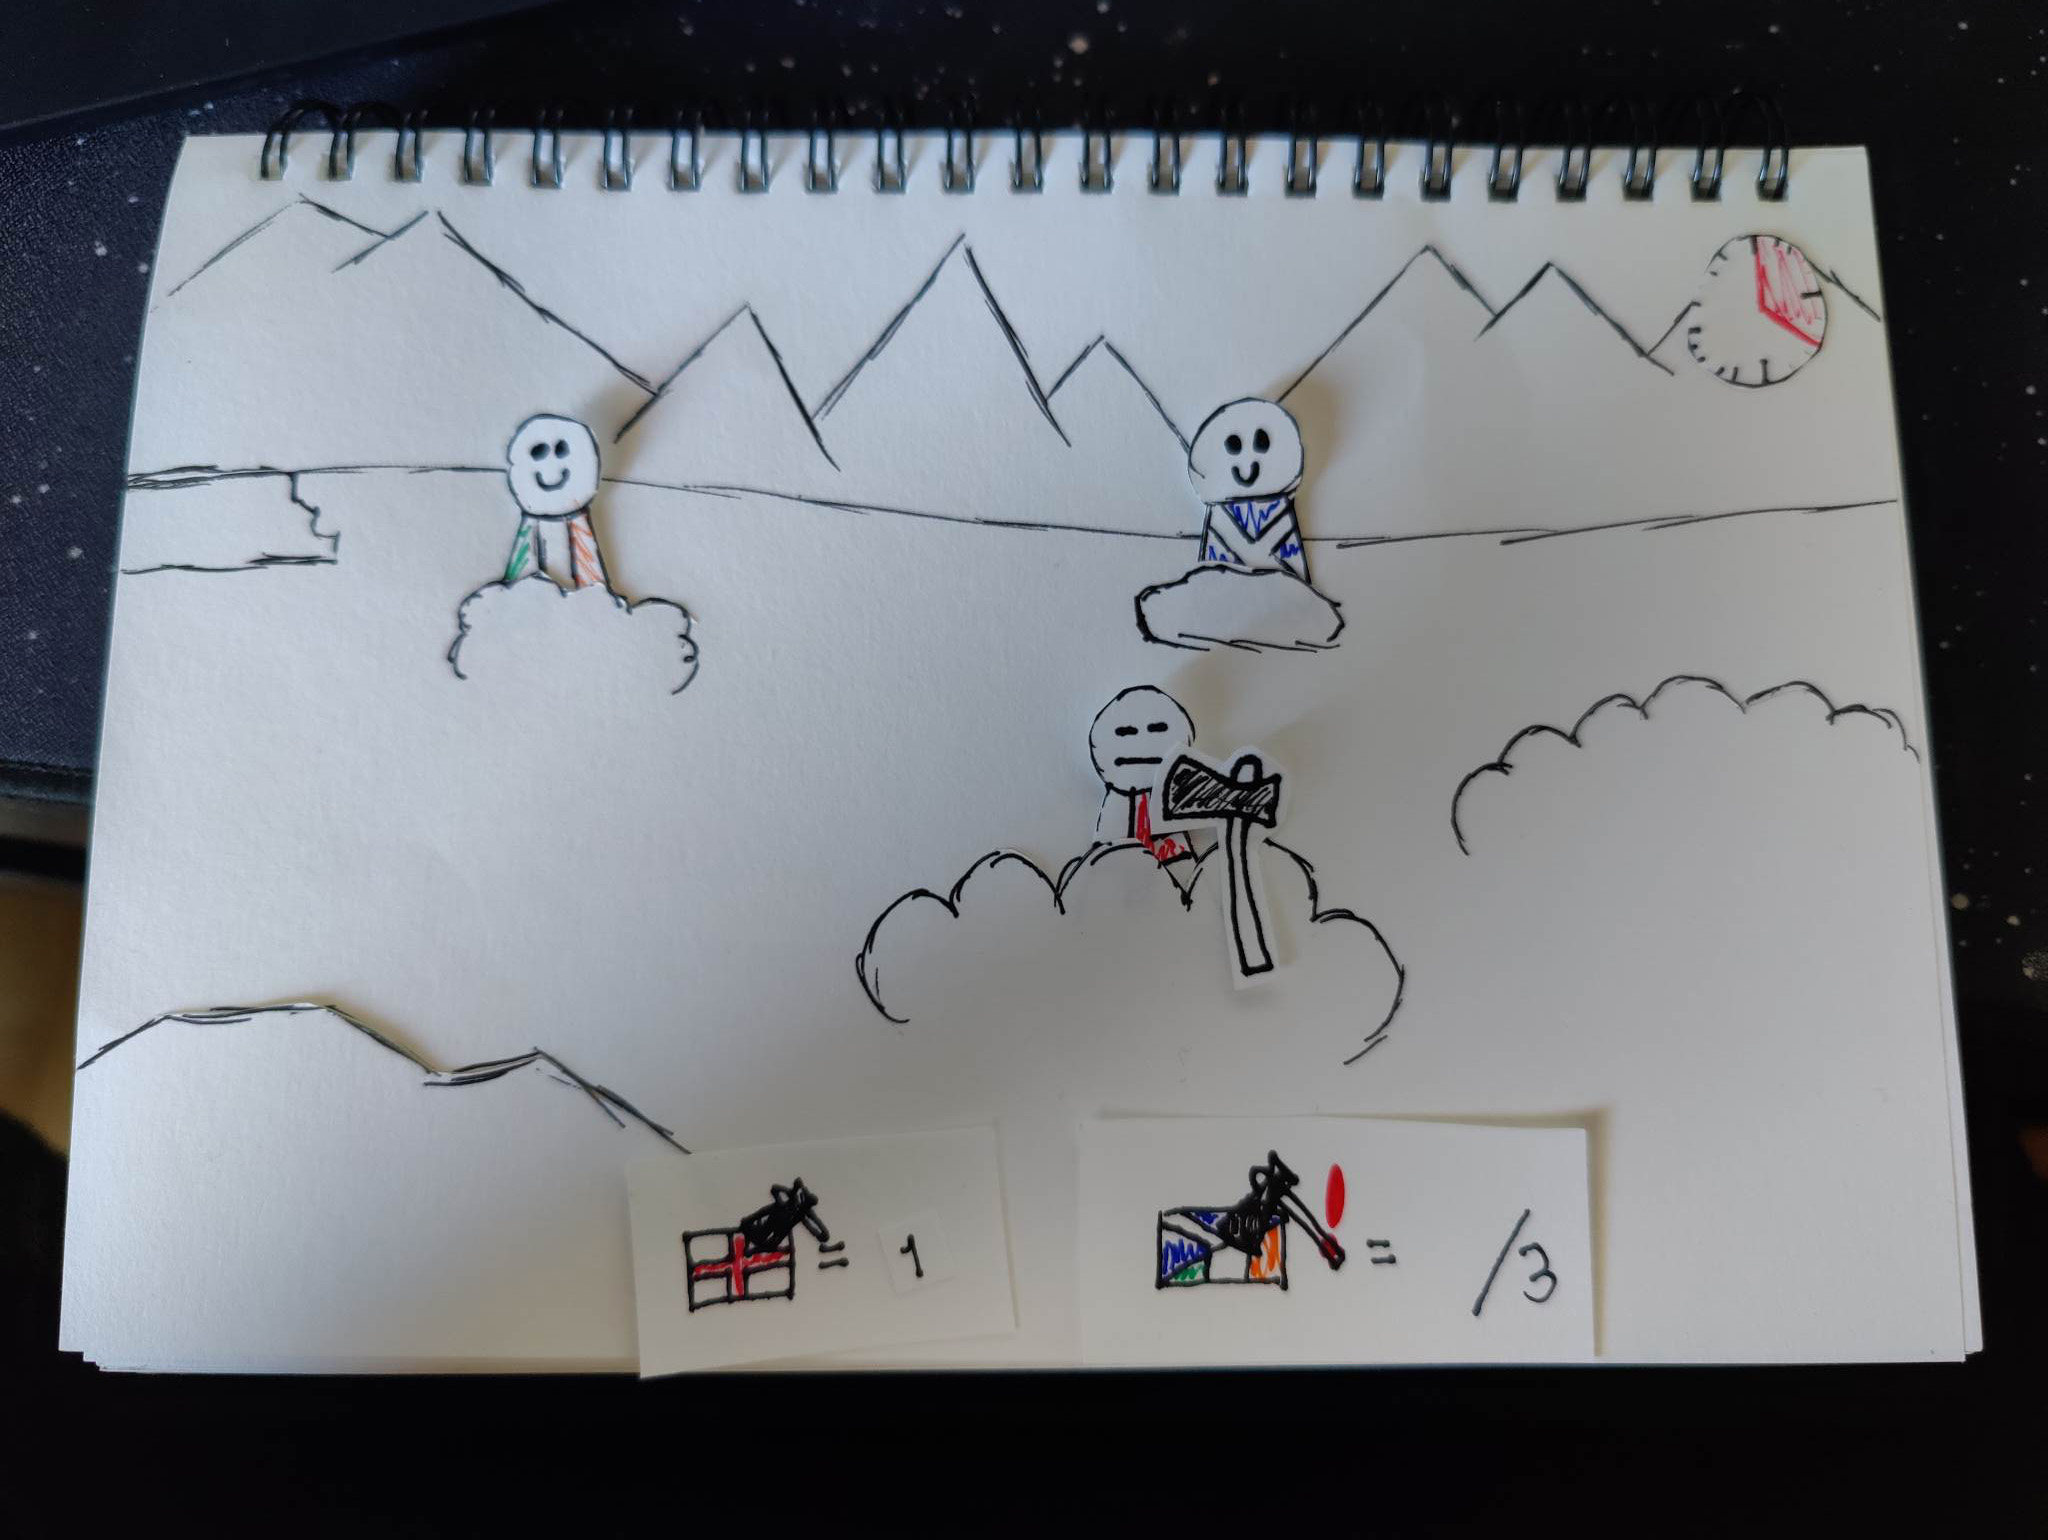 = 1
= /3